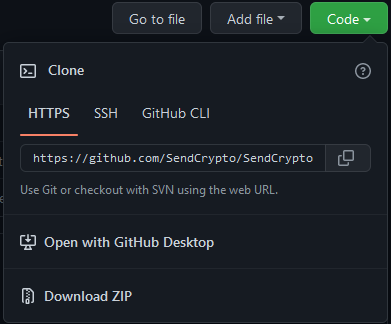 Go to file Add file Code
Clone
HTTPS SSH GitHub CLI
https://github.com/SendCrypto/SendCrypto
Use Git or checkout with SVN using the web URL.
Open with GitHub Desktop
Download ZIP